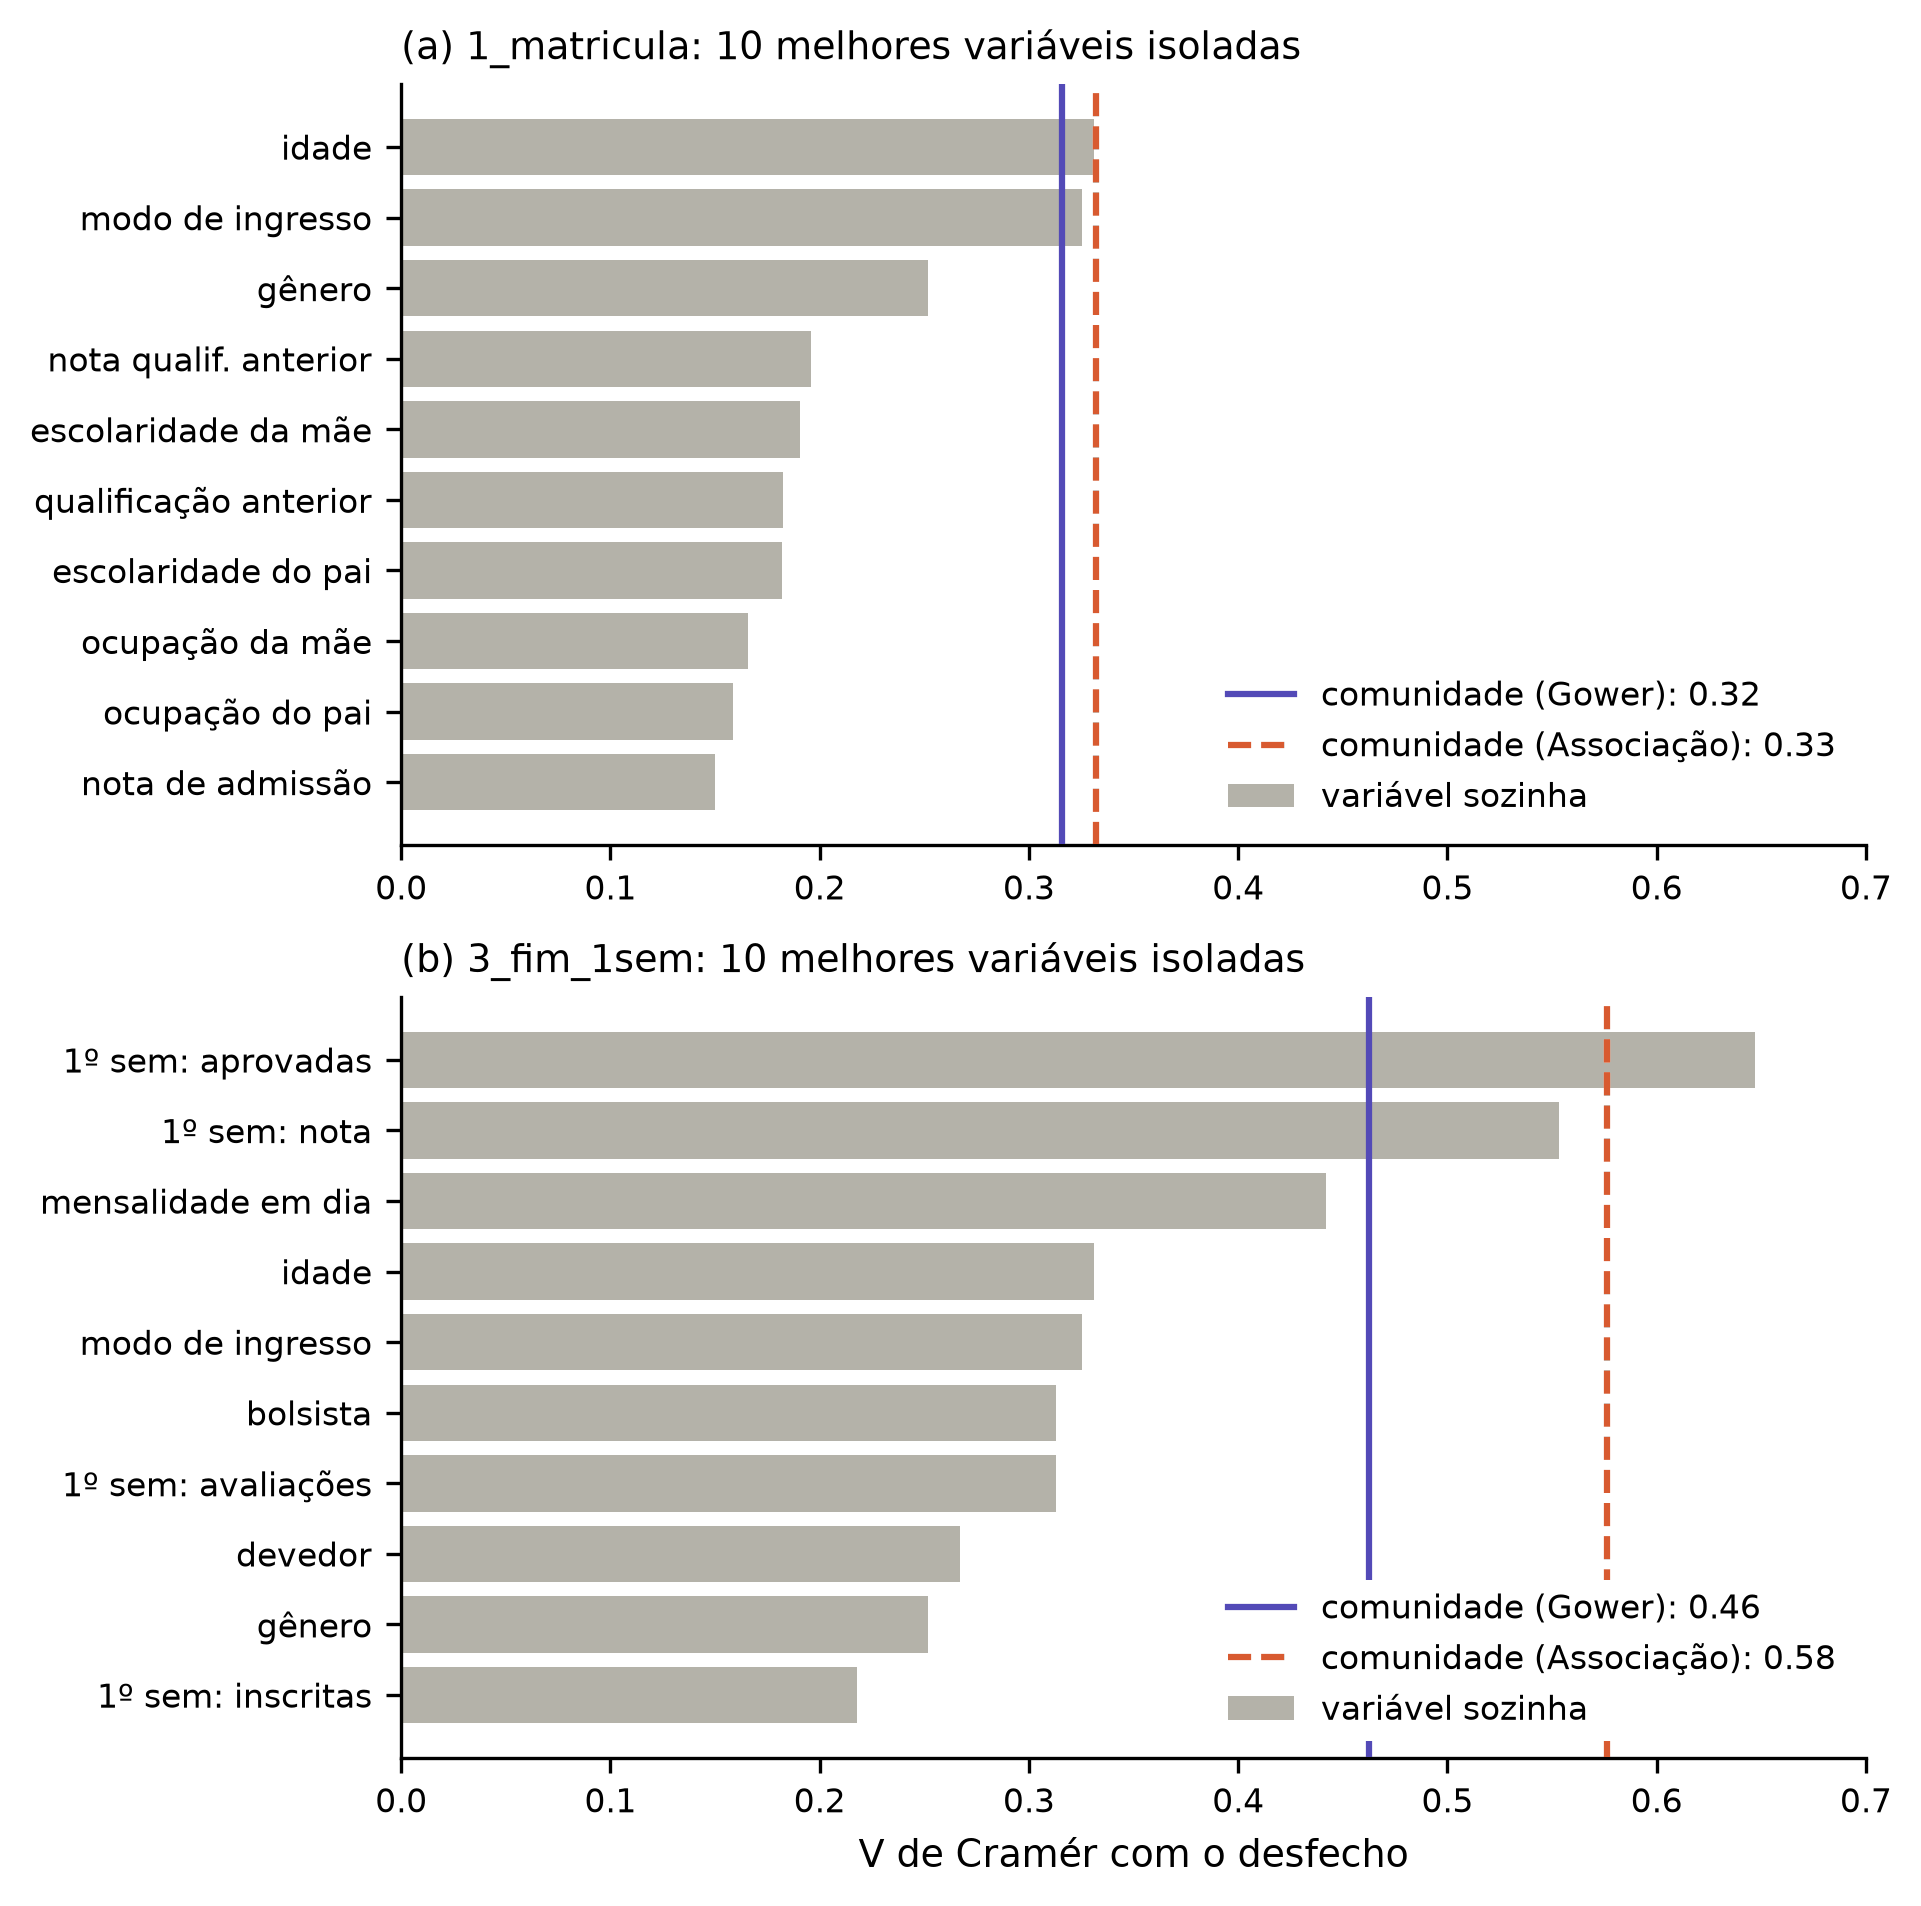 (a) 1_matricula: 10 melhores variáveis isoladas
idade
modo de ingresso
gênero
nota qualif. anterior
escolaridade da mãe
qualificação anterior
escolaridade do pai
ocupação da mãe
ocupação do pai
nota de admissão
comunidade (Gower): 0.32
comunidade (Associação): 0.33
variável sozinha
0.0 0.1 0.2 0.3 0.4 0.5 0.6 0.7
(b) 3_fim_1sem: 10 melhores variáveis isoladas
1º sem: aprovadas
1º sem: nota
mensalidade em dia
idade
modo de ingresso
bolsista
1º sem: avaliações
devedor
gênero
1º sem: inscritas
comunidade (Gower): 0.46
comunidade (Associação): 0.58
variável sozinha
0.0 0.1 0.2 0.3 0.4 0.5 0.6 0.7
V de Cramér com o desfecho